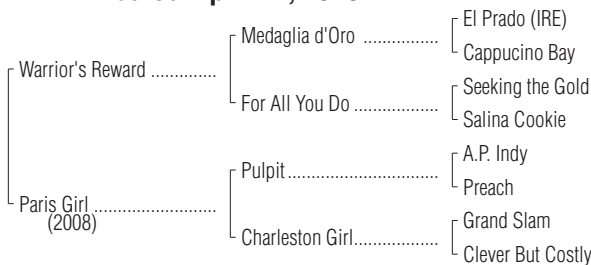 El Prado (IRE)
Medaglia d'Oro ................
Cappucino Bay
Warrior's Reward ..............
Seeking the Gold
For All You Do ..................
Salina Cookie
A.P. Indy
Pulpit..............................
Preach
Paris Girl ..........................
(2008)
Grand Slam
Charleston Girl..................
Clever But Costly